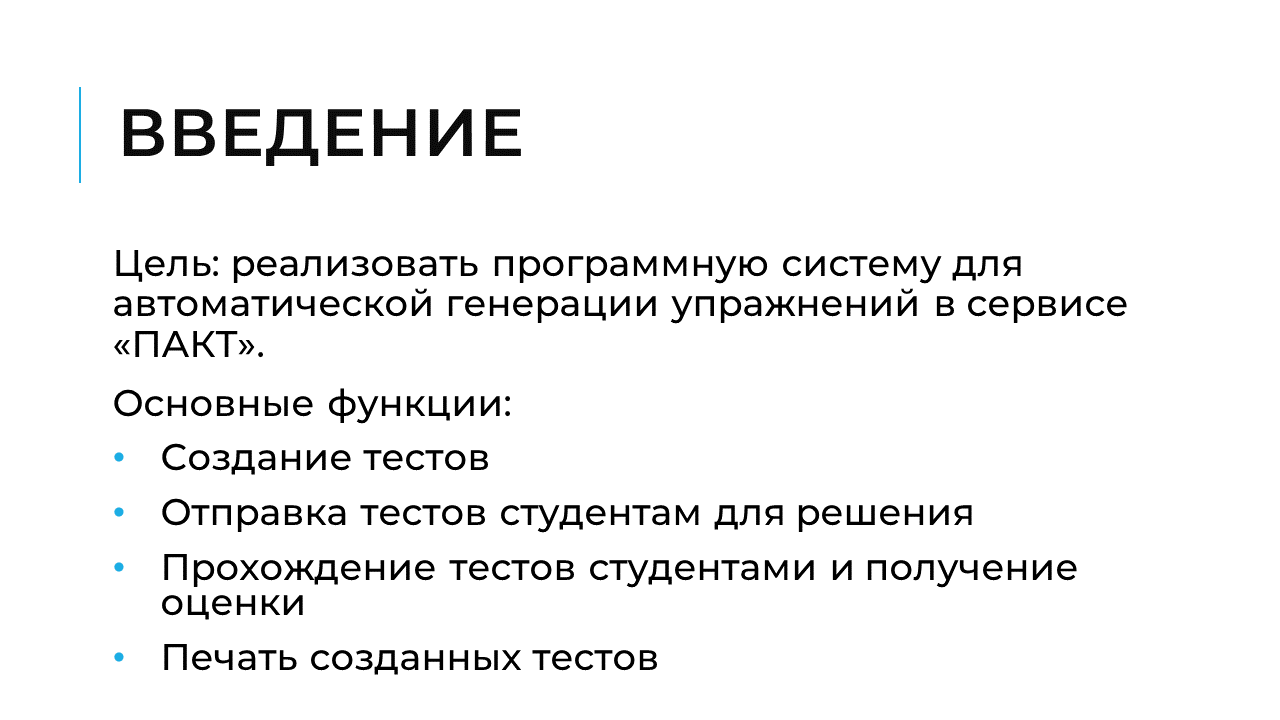 ВВЕДЕНИЕ
Цель: реализовать программную систему для
автоматической генерации упражнений в сервисе
«ПАКТ».
Основные функции:
• Создание тестов
• Отправка тестов студентам для решения
• Прохождение тестов студентами и получение
оценки
• Печать созданных тестов